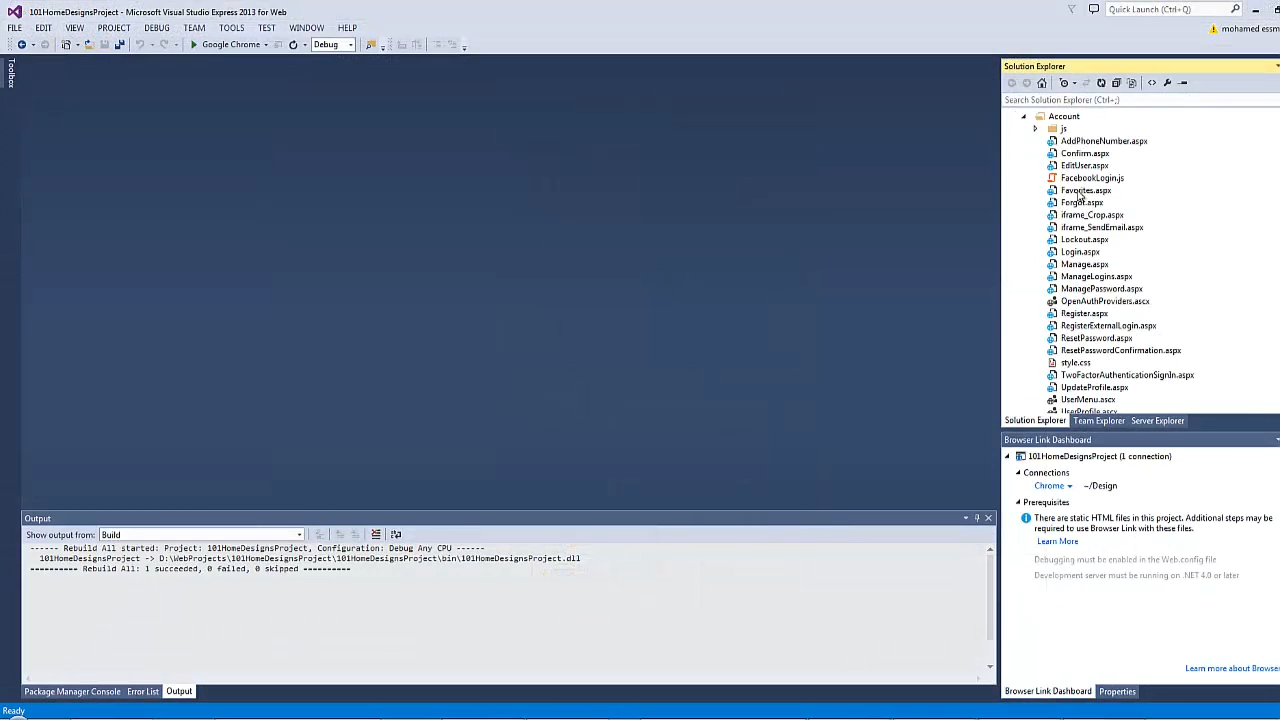 101HomeDesignsProject - Microsoft Visual Studio Express 2013 for Web
Quick Launch (Ctrl+Q)
FILE EDIT VIEW PROJECT DEBUG TEAM TOOLS TEST WINDOW HELP
mohamed essm
Google Chrome Debug
Toolbox
Solution Explorer
Search Solution Explorer (Ctrl+;)
Account
js
AddPhoneNumber.aspx
Confirm.aspx
EditUser.aspx
FacebookLogin.js
Favorites.aspx
Forgot.aspx
iframe_Crop.aspx
iframe_SendEmail.aspx
Lockout.aspx
Login.aspx
Manage.aspx
ManageLogins.aspx
ManagePassword.aspx
OpenAuthProviders.ascx
Register.aspx
RegisterExternalLogin.aspx
ResetPassword.aspx
ResetPasswordConfirmation.aspx
style.css
TwoFactorAuthenticationSignIn.aspx
UpdateProfile.aspx
UserMenu.ascx
UserProfile.ascx
Solution Explorer Team Explorer Server Explorer
Browser Link Dashboard
101HomeDesignsProject (1 connection)
Connections
Chrome ~/Design
Prerequisites
There are static HTML files in this project. Additional steps may be
required to use Browser Link with these files.
Learn More
Debugging must be enabled in the Web.config file
Development server must be running on .NET 4.0 or later
Learn more about Browser
Browser Link Dashboard Properties
Output
Show output from: Build
------ Rebuild All started: Project: 101HomeDesignsProject, Configuration: Debug Any CPU ------
101HomeDesignsProject -> D:\WebProjects\101HomeDesignsProject\101HomeDesignsProject\bin\101HomeDesignsProject.dll
========== Rebuild All: 1 succeeded, 0 failed, 0 skipped ==========
Package Manager Console Error List Output
Ready